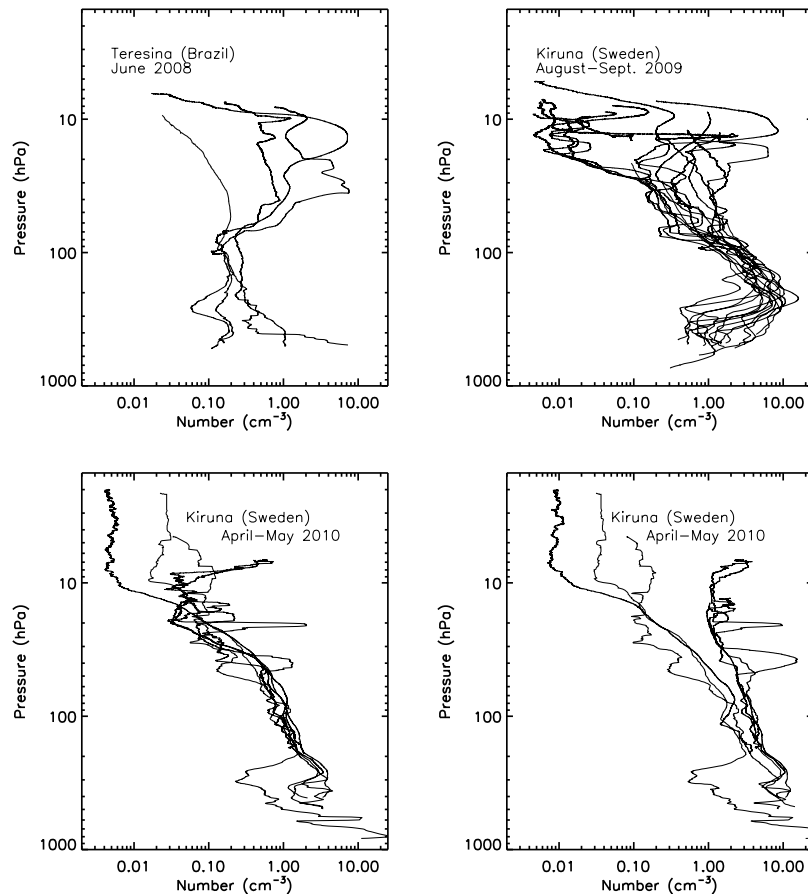 Teresina (Brazil)
June 2008
10
100
1000
Pressure (hPa)
0.01 0.10 1.00 10.00
Number (cm⁻³)
Kiruna (Sweden)
August−Sept. 2009
10
100
1000
Pressure (hPa)
0.01 0.10 1.00 10.00
Number (cm⁻³)
Kiruna (Sweden)
April−May 2010
10
100
1000
Pressure (hPa)
0.01 0.10 1.00 10.00
Number (cm⁻³)
Kiruna (Sweden)
April−May 2010
10
100
1000
Pressure (hPa)
0.01 0.10 1.00 10.00
Number (cm⁻³)